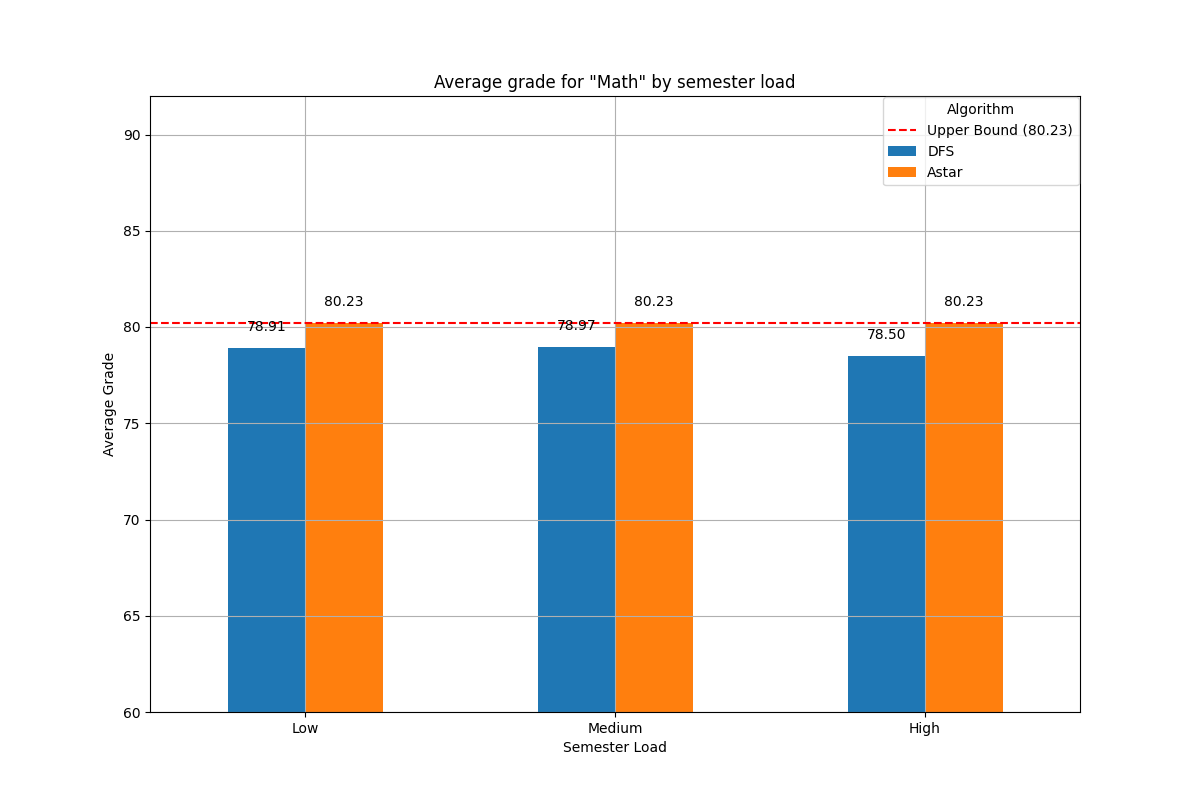 Average grade for "Math" by semester load
Algorithm
Upper Bound (80.23)
DFS
Astar
90
85
80
75
70
65
60
Average Grade
78.91
80.23
78.97
80.23
78.50
80.23
Low
Medium
High
Semester Load